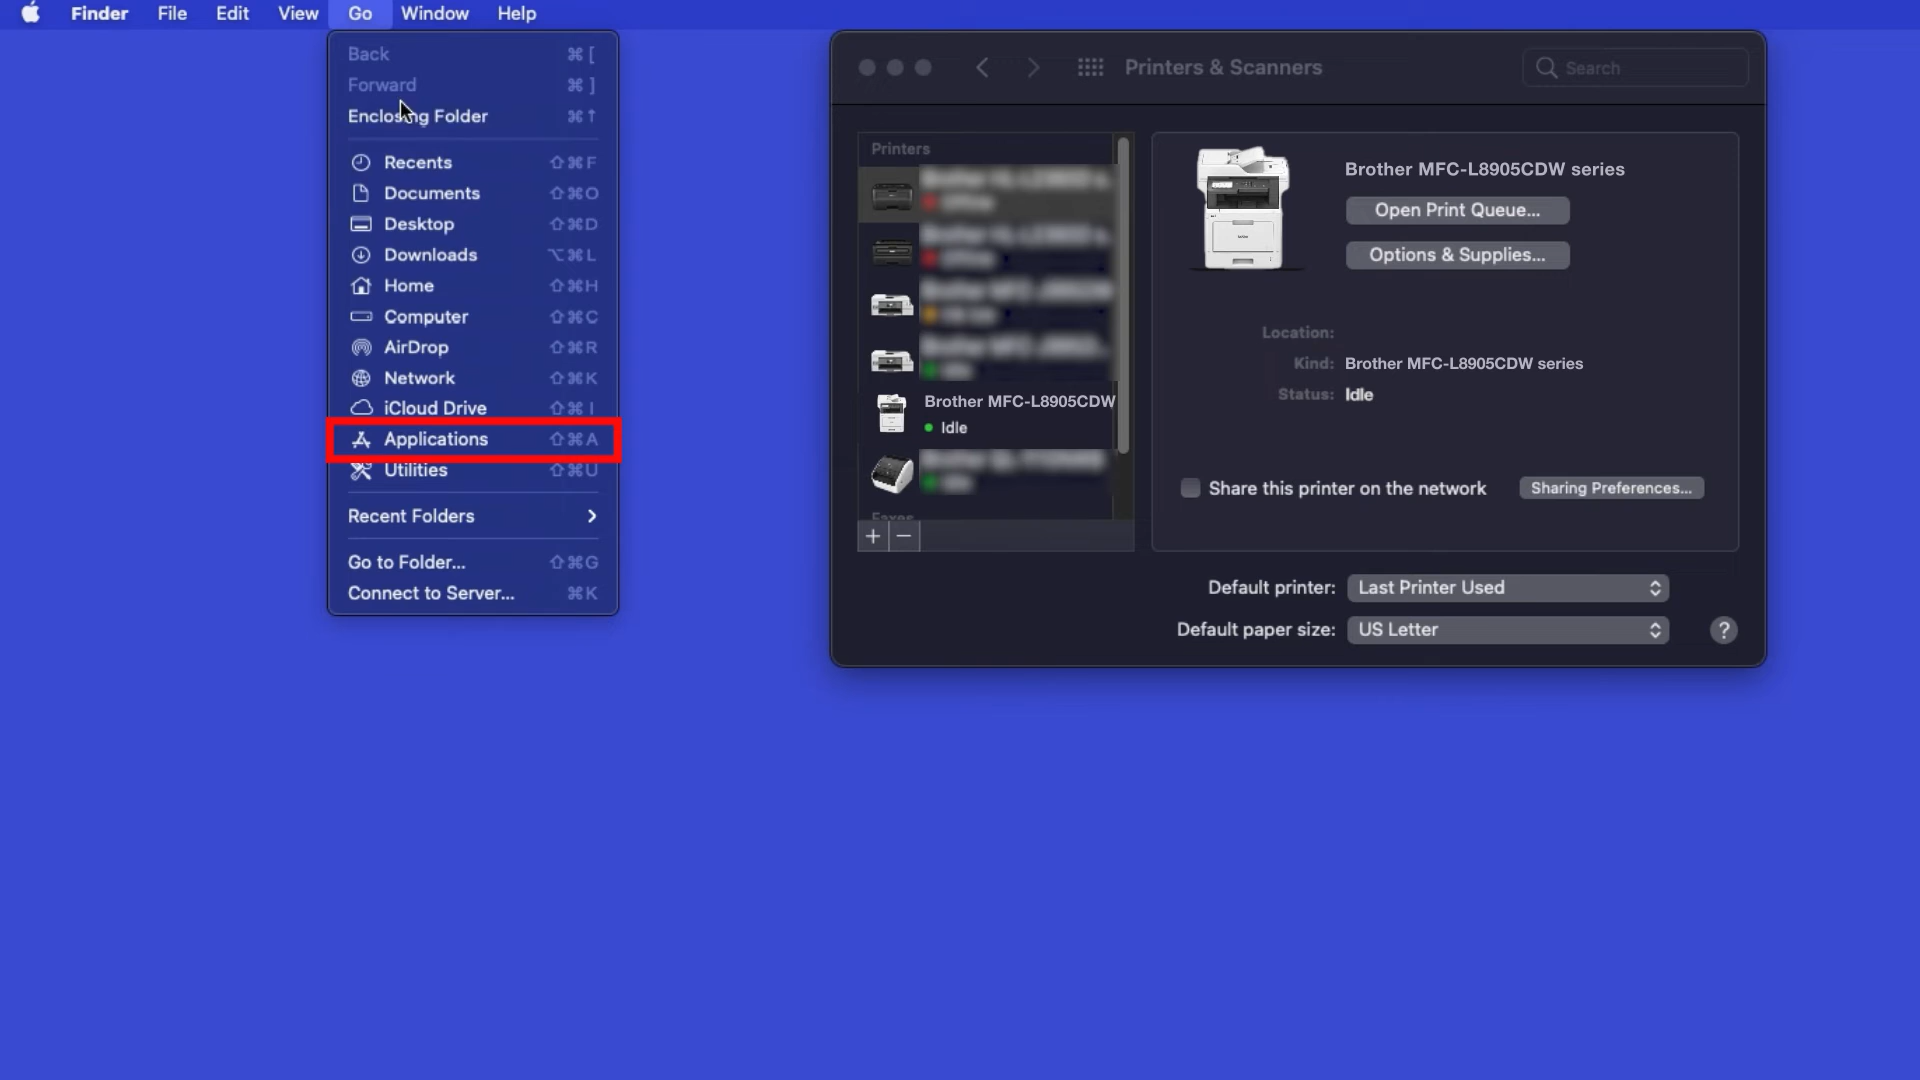 Finder File Edit View Go Window Help
Back ⌘ [
Forward ⌘ ]
Enclosing Folder ⌘↑
Recents ⇧⌘F
Documents ⇧⌘O
Desktop ⇧⌘D
Downloads ⌥⌘L
Home ⇧⌘H
Computer ⇧⌘C
AirDrop ⇧⌘R
Network ⇧⌘K
iCloud Drive ⇧⌘I
Applications ⇧⌘A
Utilities ⇧⌘U
Recent Folders
Go to Folder... ⇧⌘G
Connect to Server... ⌘K
Printers & Scanners
Search
Printers
Brother MFC-L8905CDW
Idle
Faxes
+ −
Brother MFC-L8905CDW series
Open Print Queue...
Options & Supplies...
Location:
Kind: Brother MFC-L8905CDW series
Status: Idle
Share this printer on the network Sharing Preferences...
Default printer: Last Printer Used
Default paper size: US Letter ?